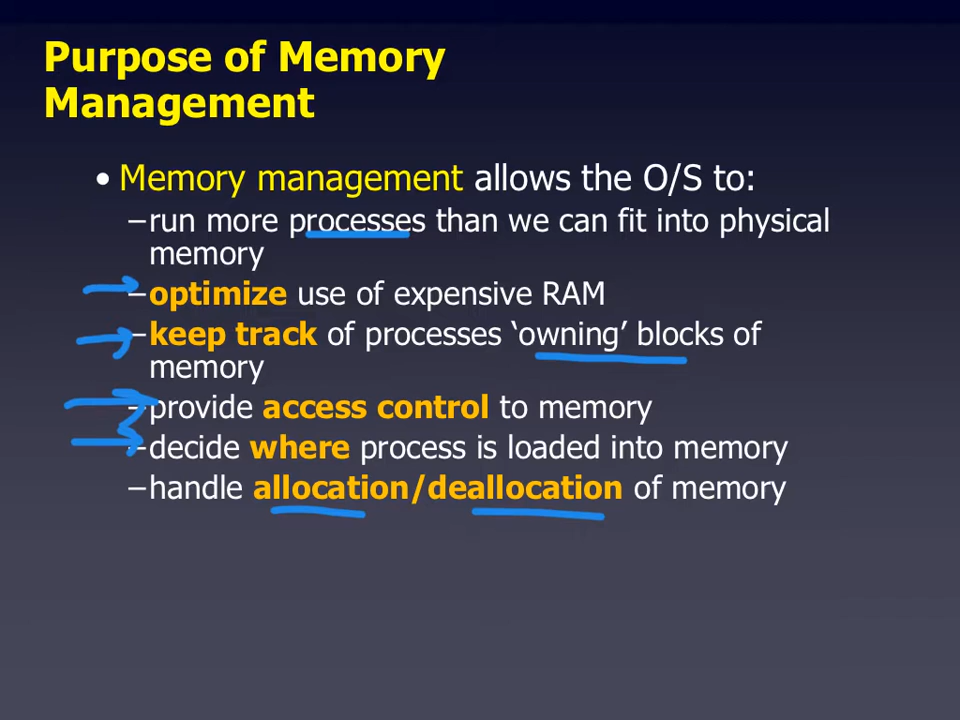 Purpose of Memory
Management
• Memory management allows the O/S to:
–run more processes than we can fit into physical
memory
–optimize use of expensive RAM
–keep track of processes ‘owning’ blocks of
memory
–provide access control to memory
–decide where process is loaded into memory
–handle allocation/deallocation of memory